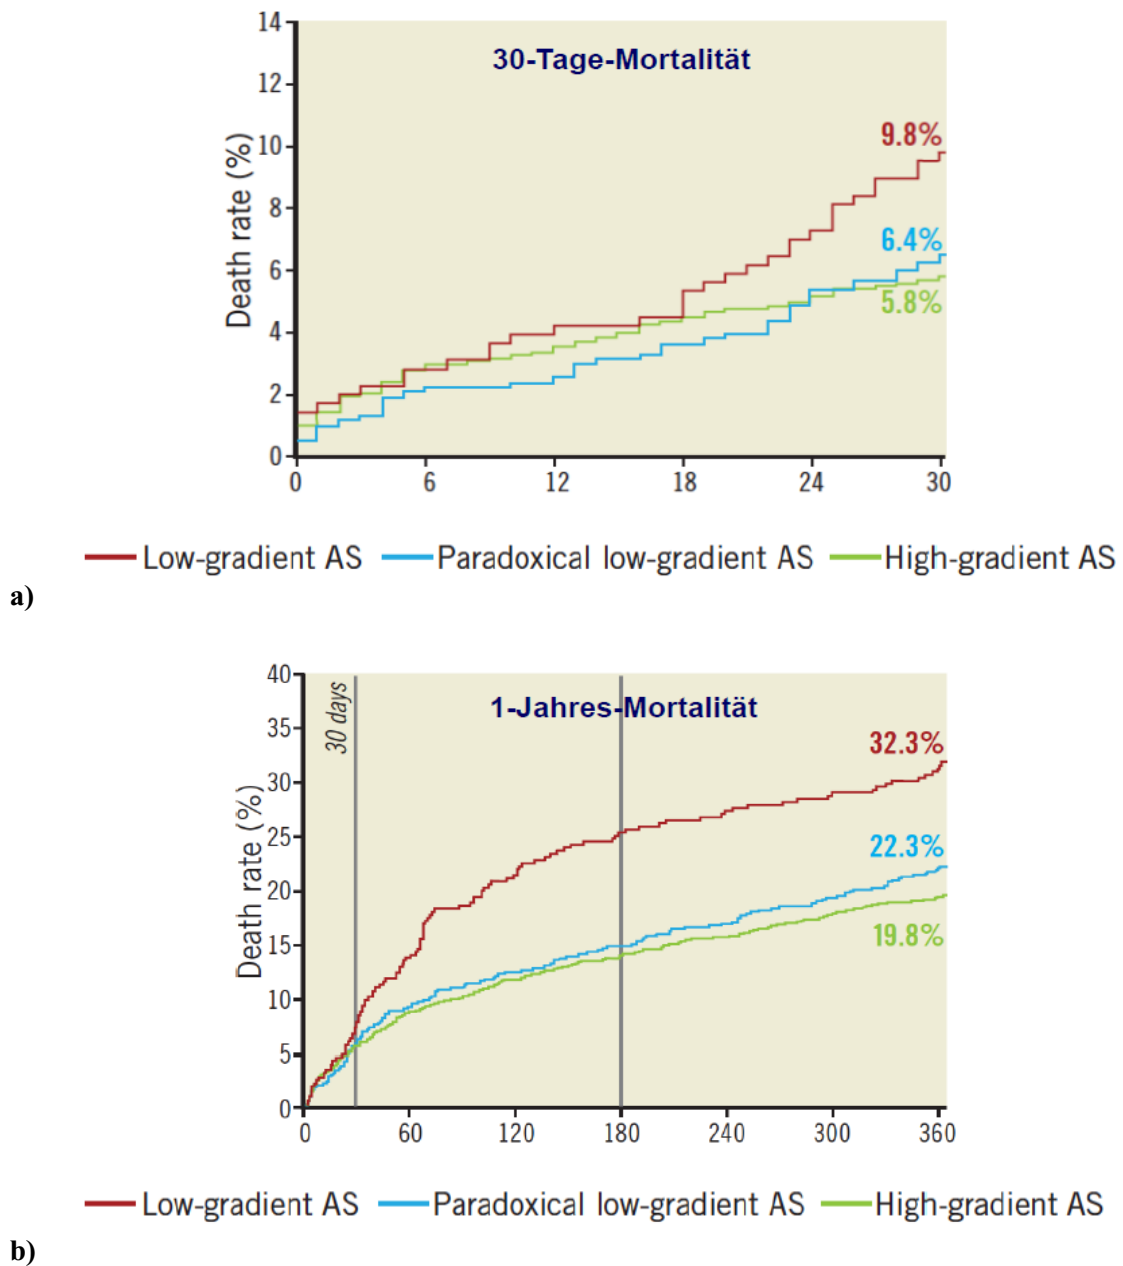 30-Tage-Mortalität
Death rate (%)
14
12
10
8
6
4
2
0
9.8%
6.4%
5.8%
0 6 12 18 24 30
Low-gradient AS Paradoxical low-gradient AS High-gradient AS
a)
1-Jahres-Mortalität
30 days
Death rate (%)
40
35
30
25
20
15
10
5
0
32.3%
22.3%
19.8%
0 60 120 180 240 300 360
Low-gradient AS Paradoxical low-gradient AS High-gradient AS
b)